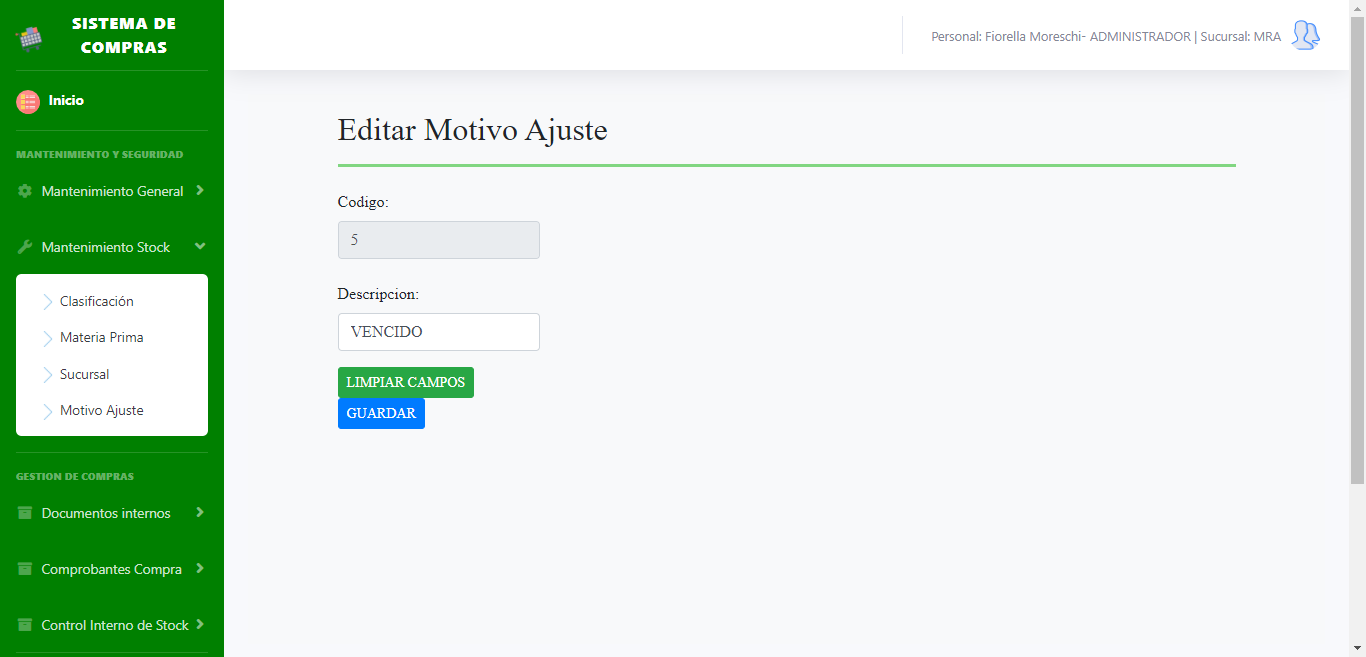 SISTEMA DE
COMPRAS
Personal: Fiorella Moreschi- ADMINISTRADOR | Sucursal: MRA
Inicio
MANTENIMIENTO Y SEGURIDAD
Mantenimiento General
Mantenimiento Stock
Clasificación
Materia Prima
Sucursal
Motivo Ajuste
GESTION DE COMPRAS
Documentos internos
Comprobantes Compra
Control Interno de Stock
Editar Motivo Ajuste
Codigo:
5
Descripcion:
VENCIDO
LIMPIAR CAMPOS
GUARDAR